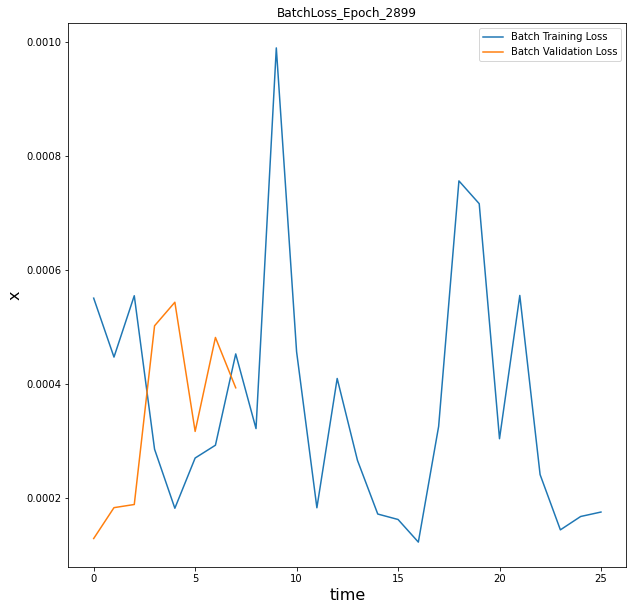 BatchLoss_Epoch_2899
Batch Training Loss
Batch Validation Loss
0.0010
0.0008
0.0006
0.0004
0.0002
x
0 5 10 15 20 25
time